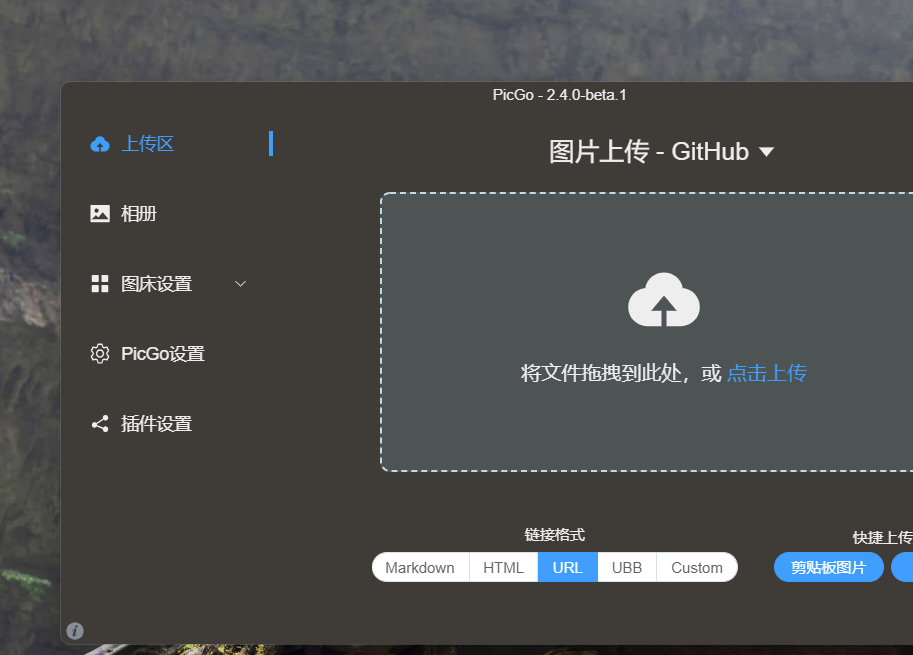 PicGo - 2.4.0-beta.1
上传区
图片上传 - GitHub
相册
图床设置
PicGo设置
插件设置
将文件拖拽到此处，或 点击上传
链接格式
快捷上传
Markdown HTML URL UBB Custom
剪贴板图片